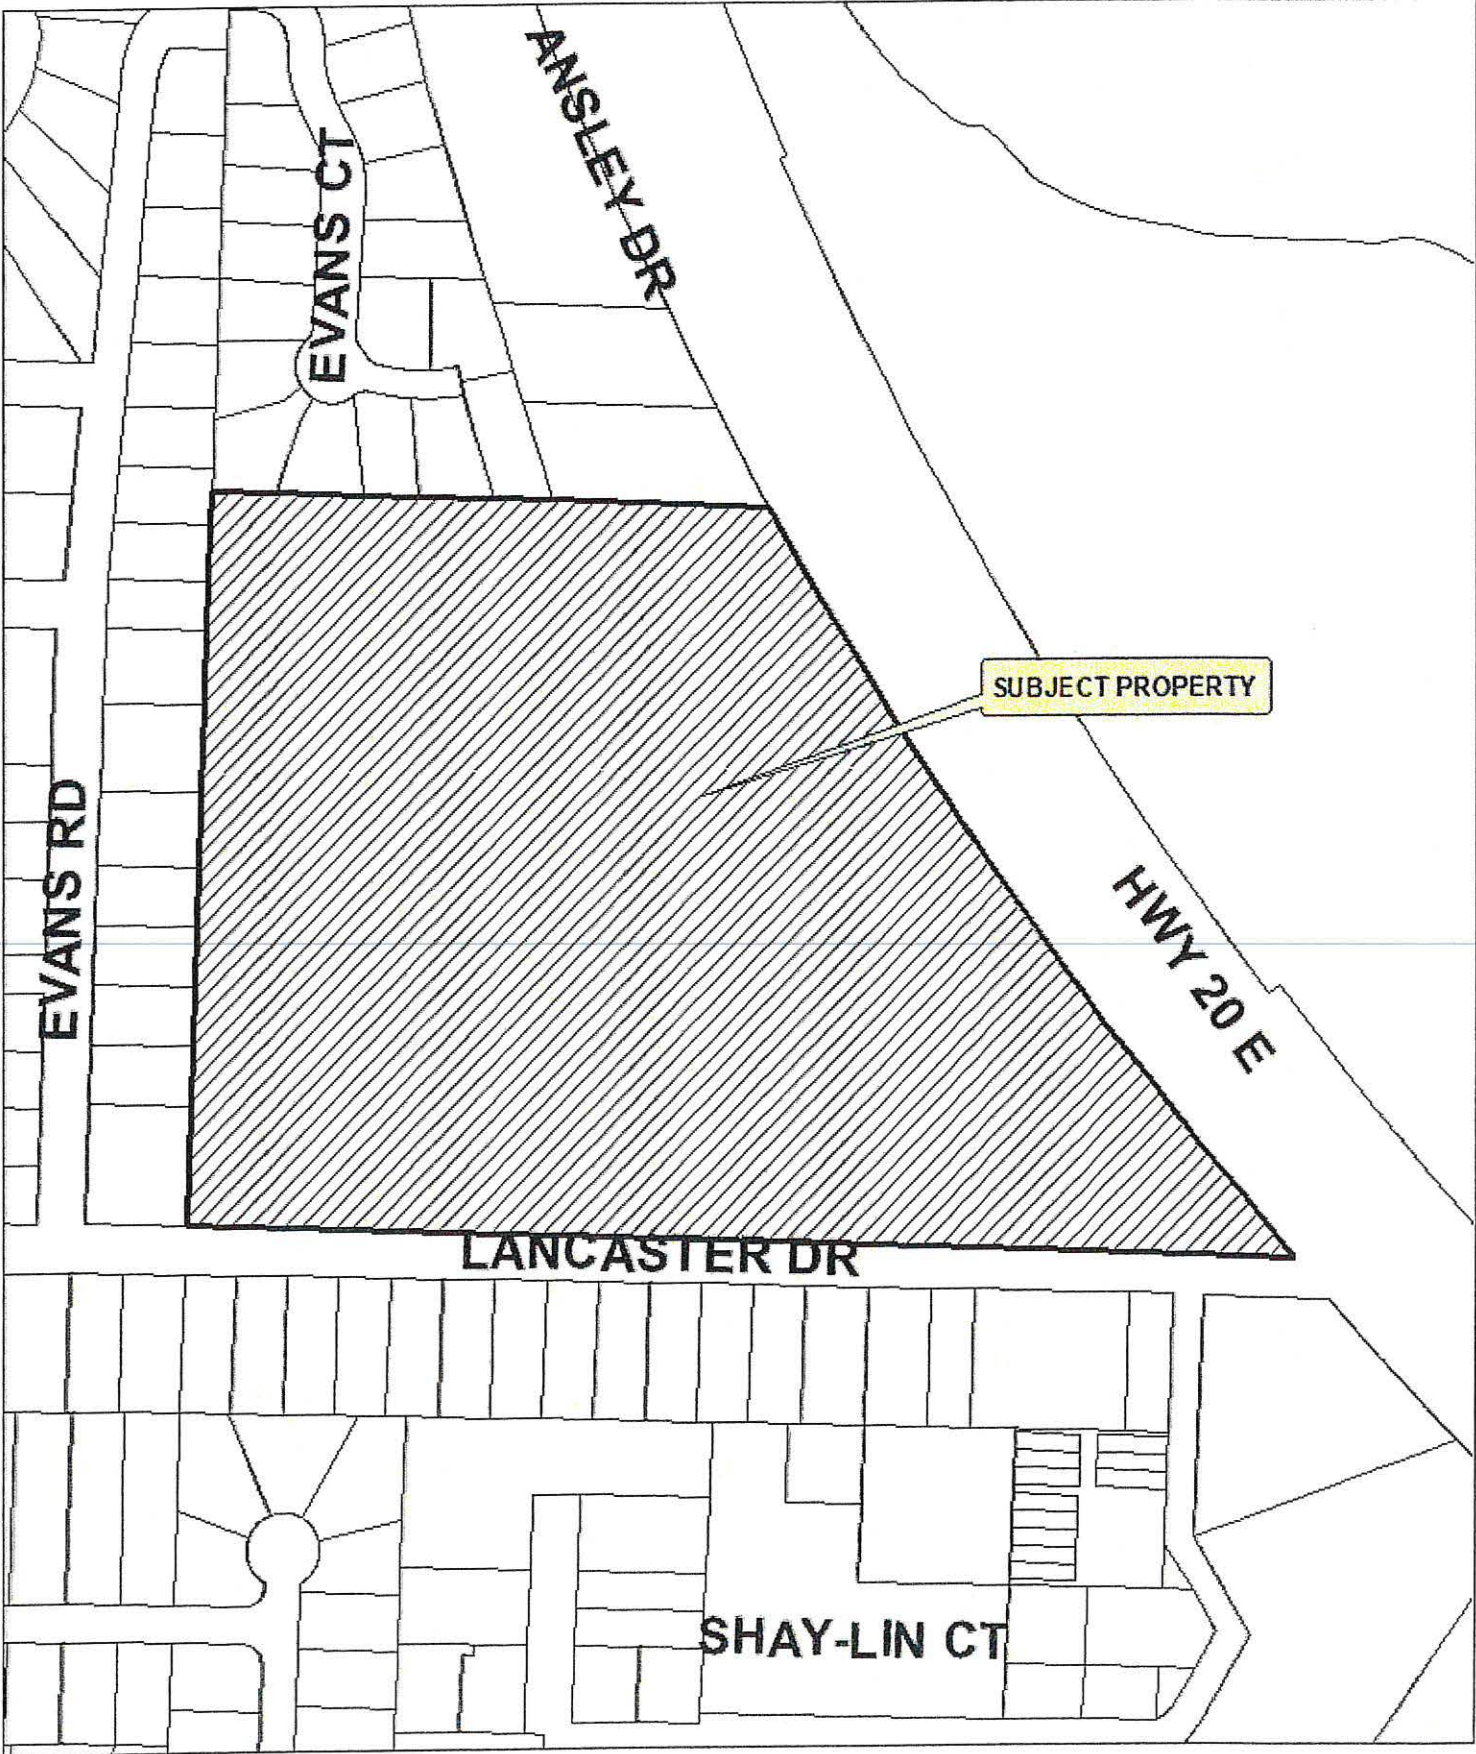 ANSLEY DR
EVANS CT
SUBJECT PROPERTY
EVANS RD
HWY 20 E
LANCASTER DR
SHAY-LIN CT